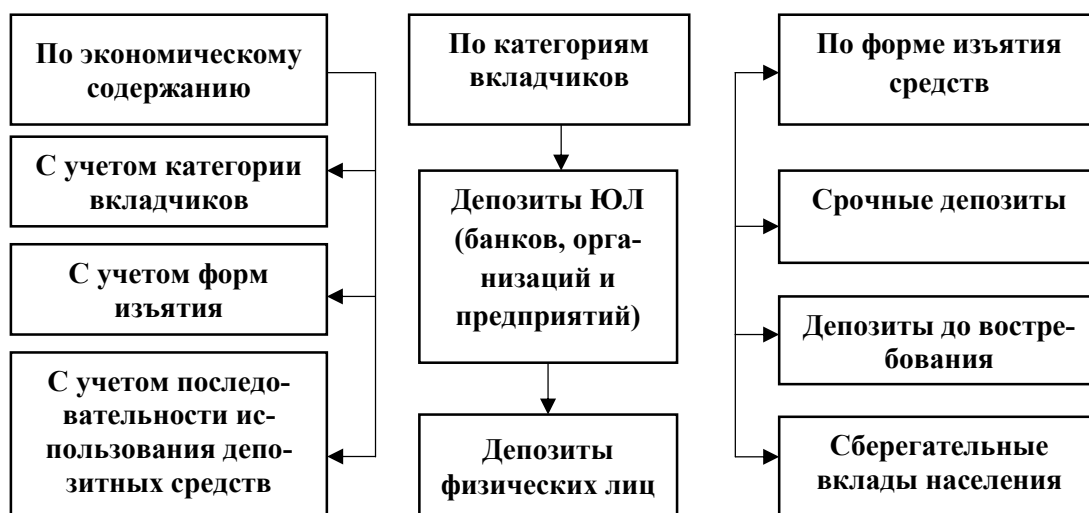 По экономическому
содержанию
С учетом категории
вкладчиков
С учетом форм
изъятия
С учетом последо-
вательности ис-
пользования депо-
зитных средств
По категориям
вкладчиков
Депозиты ЮЛ
(банков, орга-
низаций и
предприятий)
Депозиты
физических лиц
По форме изъятия
средств
Срочные депозиты
Депозиты до востре-
бования
Сберегательные
вклады населения